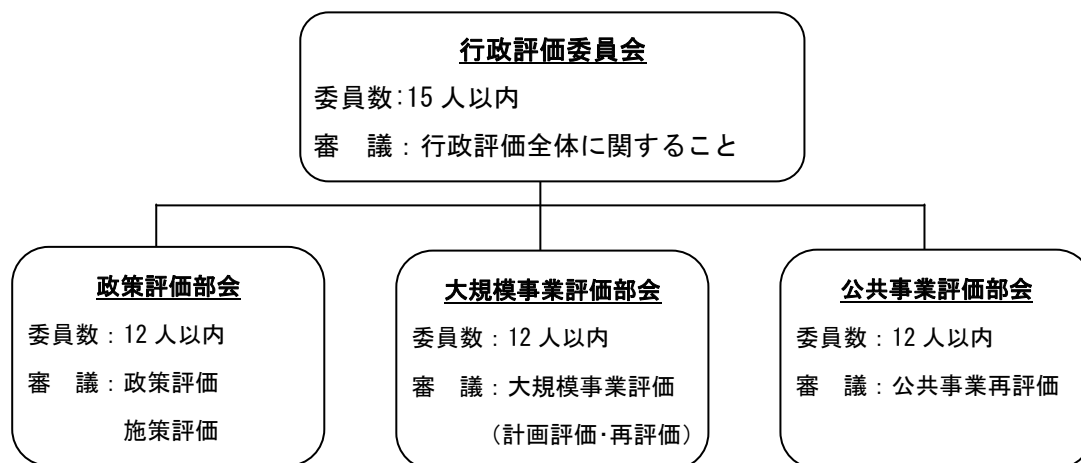 行政評価委員会
委員数:15 人以内
審　議：行政評価全体に関すること
政策評価部会
委員数：12 人以内
審　議：政策評価
施策評価
大規模事業評価部会
委員数：12 人以内
審　議：大規模事業評価
（計画評価･再評価）
公共事業評価部会
委員数：12 人以内
審　議：公共事業再評価